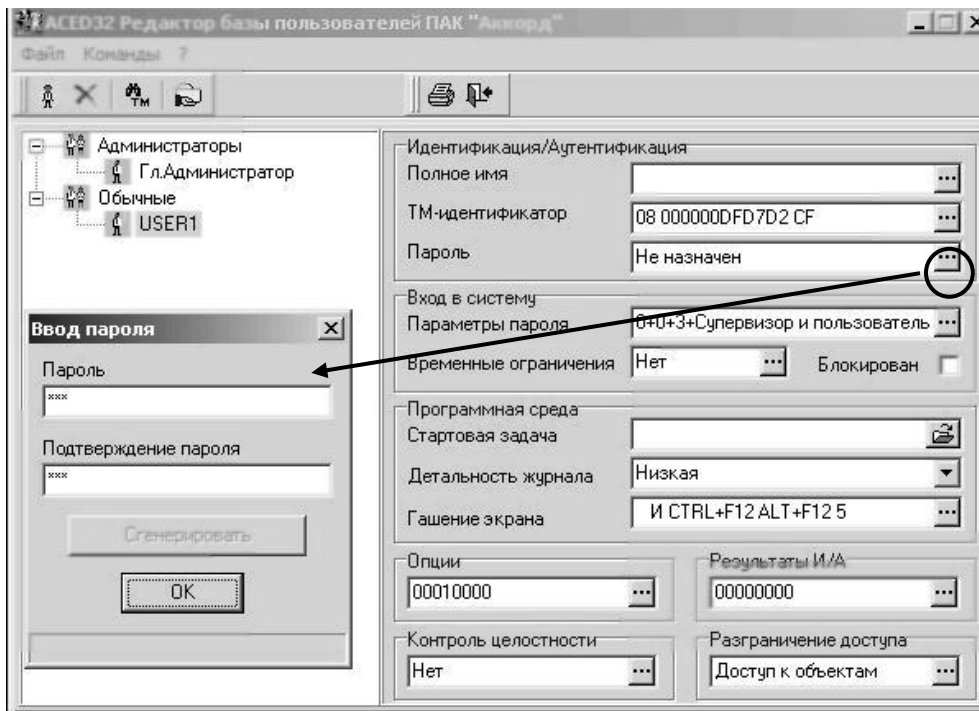 ACED32 Редактор базы пользователей ПАК "Аккорд"
Файл Команды ?
ТМ
Администраторы
Гл.Администратор
Обычные
USER1
Идентификация/Аутентификация
Полное имя ...
ТМ-идентификатор 08 000000DFD7D2 CF ...
Пароль Не назначен ...
Вход в систему
Параметры пароля 0+0+3+Супервизор и пользователь ...
Временные ограничения Нет ... Блокирован
Программная среда
Стартовая задача
Детальность журнала Низкая
Гашение экрана И CTRL+F12 ALT+F12 5 ...
Опции
00010000 ...
Результаты И/А
00000000 ...
Контроль целостности
Нет ...
Разграничение доступа
Доступ к объектам ...
Ввод пароля
Пароль
***
Подтверждение пароля
***
Сгенерировать
OK